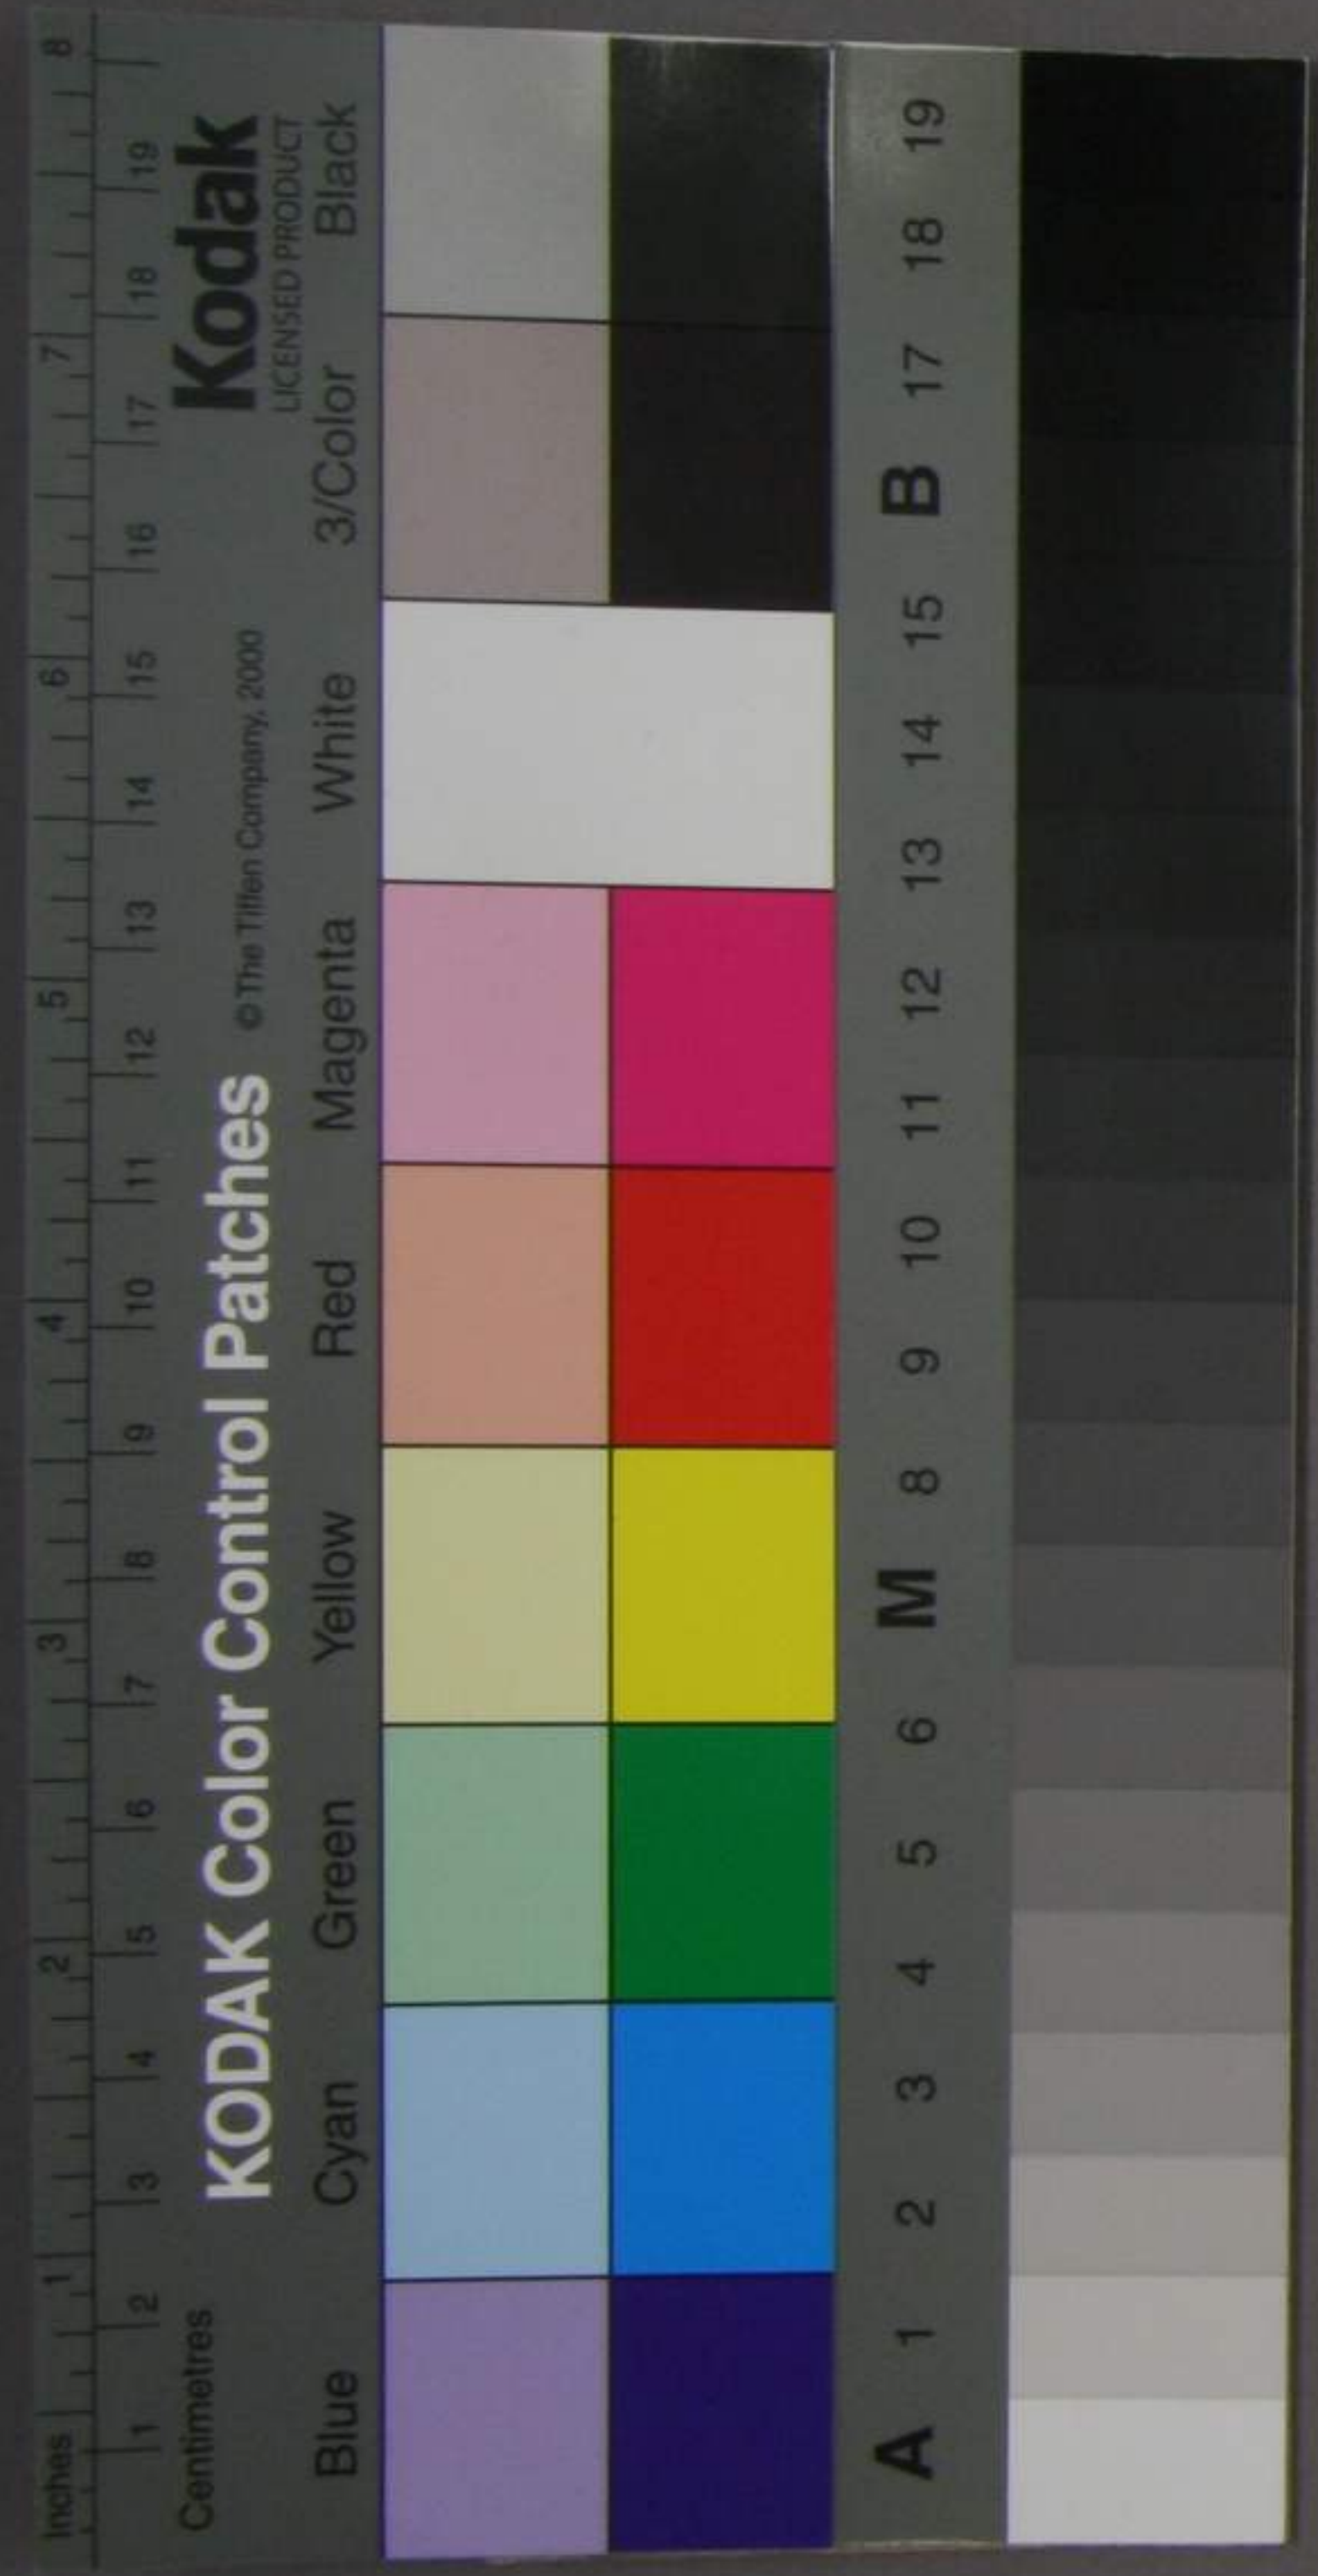 Inches 1 2 3 4 5 6 7 8
1 2 3 4 5 6 7 8 9 10 11 12 13 14 15 16 17 18 19
Centimetres
KODAK Color Control Patches © The Tiffen Company, 2000
Kodak
LICENSED PRODUCT
Blue Cyan Green Yellow Red Magenta White 3/Color Black
A 1 2 3 4 5 6 M 8 9 10 11 12 13 14 15 B 17 18 19